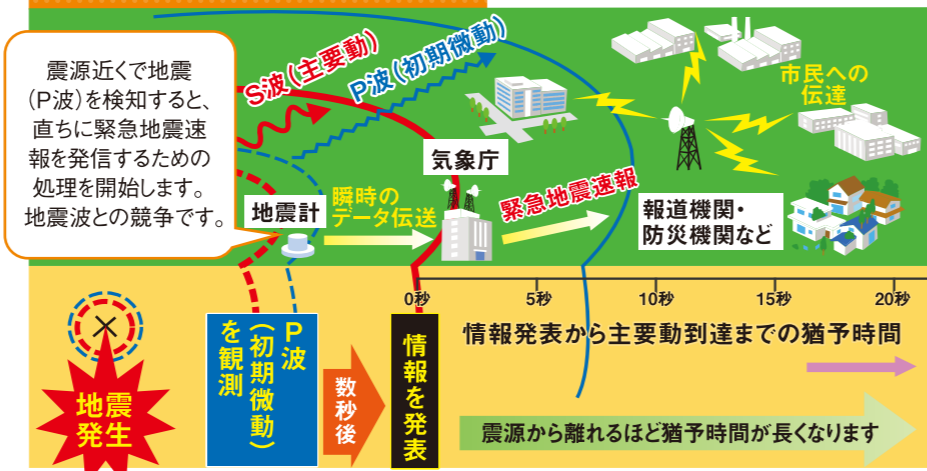 震源近くで地震
（P波）を検知すると、
直ちに緊急地震速
報を発信するための
処理を開始します。
地震波との競争です。
S波（主要動）
P波（初期微動）
市民への
伝達
気象庁
地震計
瞬時の
データ伝送
緊急地震速報
報道機関・
防災機関など
0秒
5秒
10秒
15秒
20秒
地震
発生
P波
（初期微動）
を観測
数秒後
情報を発表
情報発表から主要動到達までの猶予時間
震源から離れるほど猶予時間が長くなります